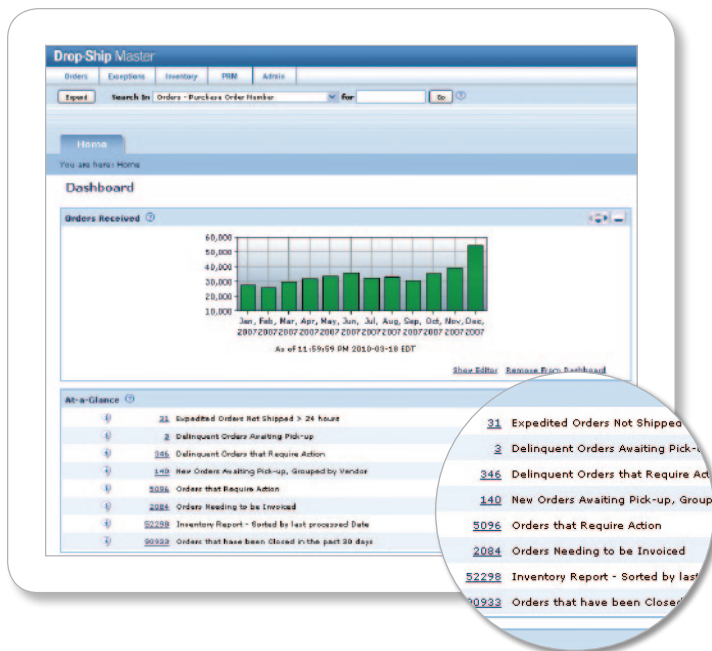 Drop-Ship Master
Orders Exceptions Inventory PRM Admin
Expand Search In Orders - Purchase Order Number for Go ?
Home
You are here: Home
Dashboard
Orders Received ?
60,000
50,000
40,000
30,000
20,000
10,000
Jan, Feb, Mar, Apr, May, Jun, Jul, Aug, Sep, Oct, Nov, Dec,
2007 2007 2007 2007 2007 2007 2007 2007 2007 2007 2007 2007
As of 11:59:59 PM 2010-03-18 EDT
Show Editor Remove From Dashboard
At-a-Glance ?
31 Expedited Orders Not Shipped > 24 hours
3 Delinquent Orders Awaiting Pick-up
346 Delinquent Orders that Require Action
140 New Orders Awaiting Pick-up, Grouped by Vendor
5096 Orders that Require Action
2084 Orders Needing to be Invoiced
52298 Inventory Report - Sorted by last processed Date
90933 Orders that have been Closed in the past 30 days
31 Expedited Orders Not Shipped
3 Delinquent Orders Awaiting Pick-u
346 Delinquent Orders that Require Act
140 New Orders Awaiting Pick-up, Group
5096 Orders that Require Action
2084 Orders Needing to be Invoiced
52298 Inventory Report - Sorted by last
90933 Orders that have been Closed